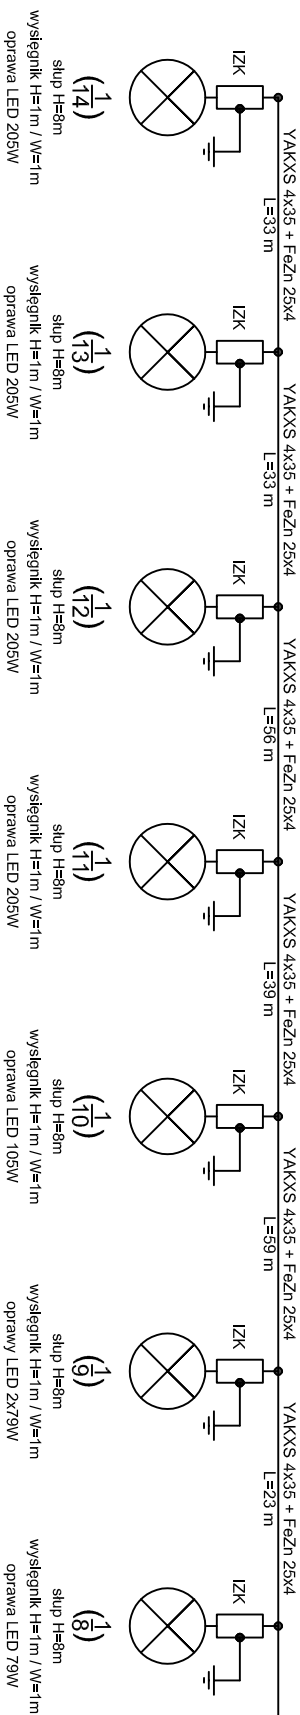 YAKXS 4x35 + FeZn 25x4
L=33 m
YAKXS 4x35 + FeZn 25x4
L=33 m
YAKXS 4x35 + FeZn 25x4
L=56 m
YAKXS 4x35 + FeZn 25x4
L=39 m
YAKXS 4x35 + FeZn 25x4
L=59 m
YAKXS 4x35 + FeZn 25x4
L=23 m
IZK
(1/14)
słup H=8m
wysięgnik H=1m / W=1m
oprawa LED 205W
IZK
(1/13)
słup H=8m
wysięgnik H=1m / W=1m
oprawa LED 205W
IZK
(1/12)
słup H=8m
wysięgnik H=1m / W=1m
oprawa LED 205W
IZK
(1/11)
słup H=8m
wysięgnik H=1m / W=1m
oprawa LED 205W
IZK
(1/10)
słup H=8m
wysięgnik H=1m / W=1m
oprawa LED 105W
IZK
(1/9)
słup H=8m
wysięgnik H=1m / W=1m
oprawy LED 2x79W
IZK
(1/8)
słup H=8m
wysięgnik H=1m / W=1m
oprawa LED 79W